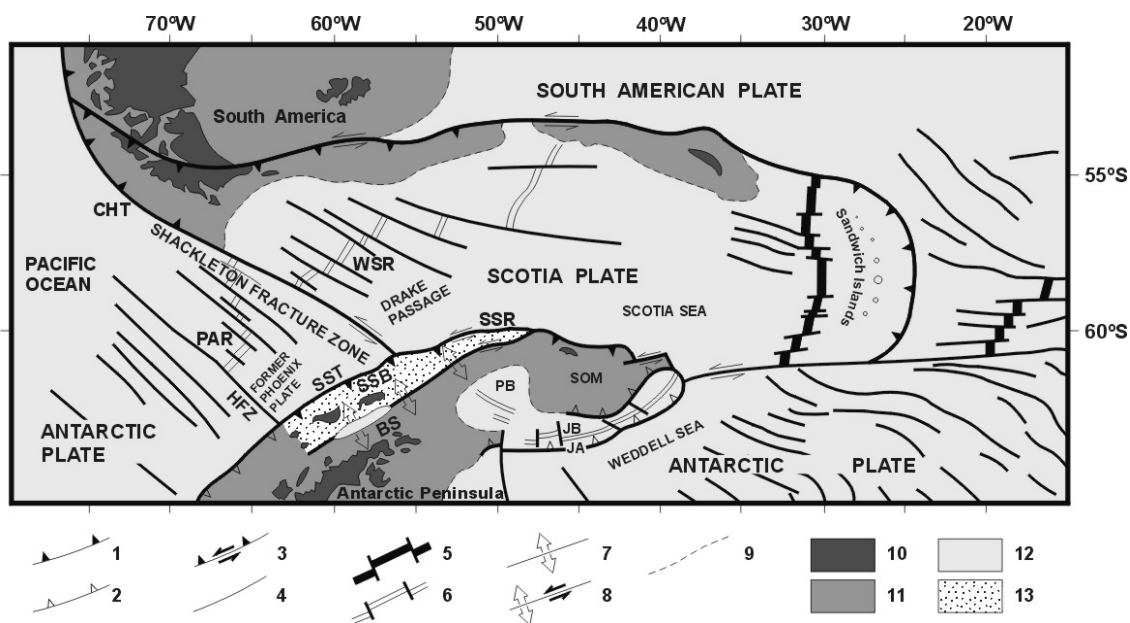 70ºW 60ºW 50ºW 40ºW 30ºW 20ºW
SOUTH AMERICAN PLATE
South America
55ºS
CHT
SHACKLETON FRACTURE ZONE
PACIFIC
OCEAN
WSR
DRAKE
PASSAGE
SCOTIA PLATE
Sandwich Islands
SCOTIA SEA
60ºS
PAR
SSR
FORMER
PHOENIX
PLATE
HFZ
SST
SSB
BS
PB
SOM
JB
JA
WEDDELL SEA
ANTARCTIC
PLATE
ANTARCTIC PLATE
Antarctic Peninsula
1 3 5 7 9 10 12
2 4 6 8 11 13